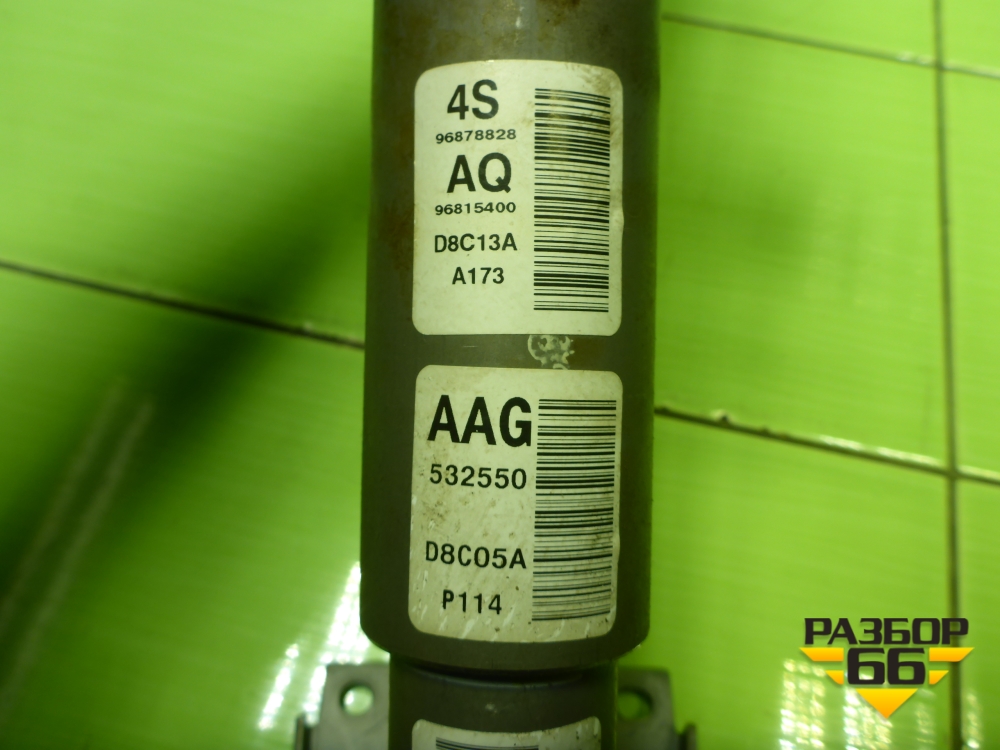 4S
96878828
AQ
96815400
D8C13A
A173
AAG
532550
D8C05A
P114
РАЗБОР
66